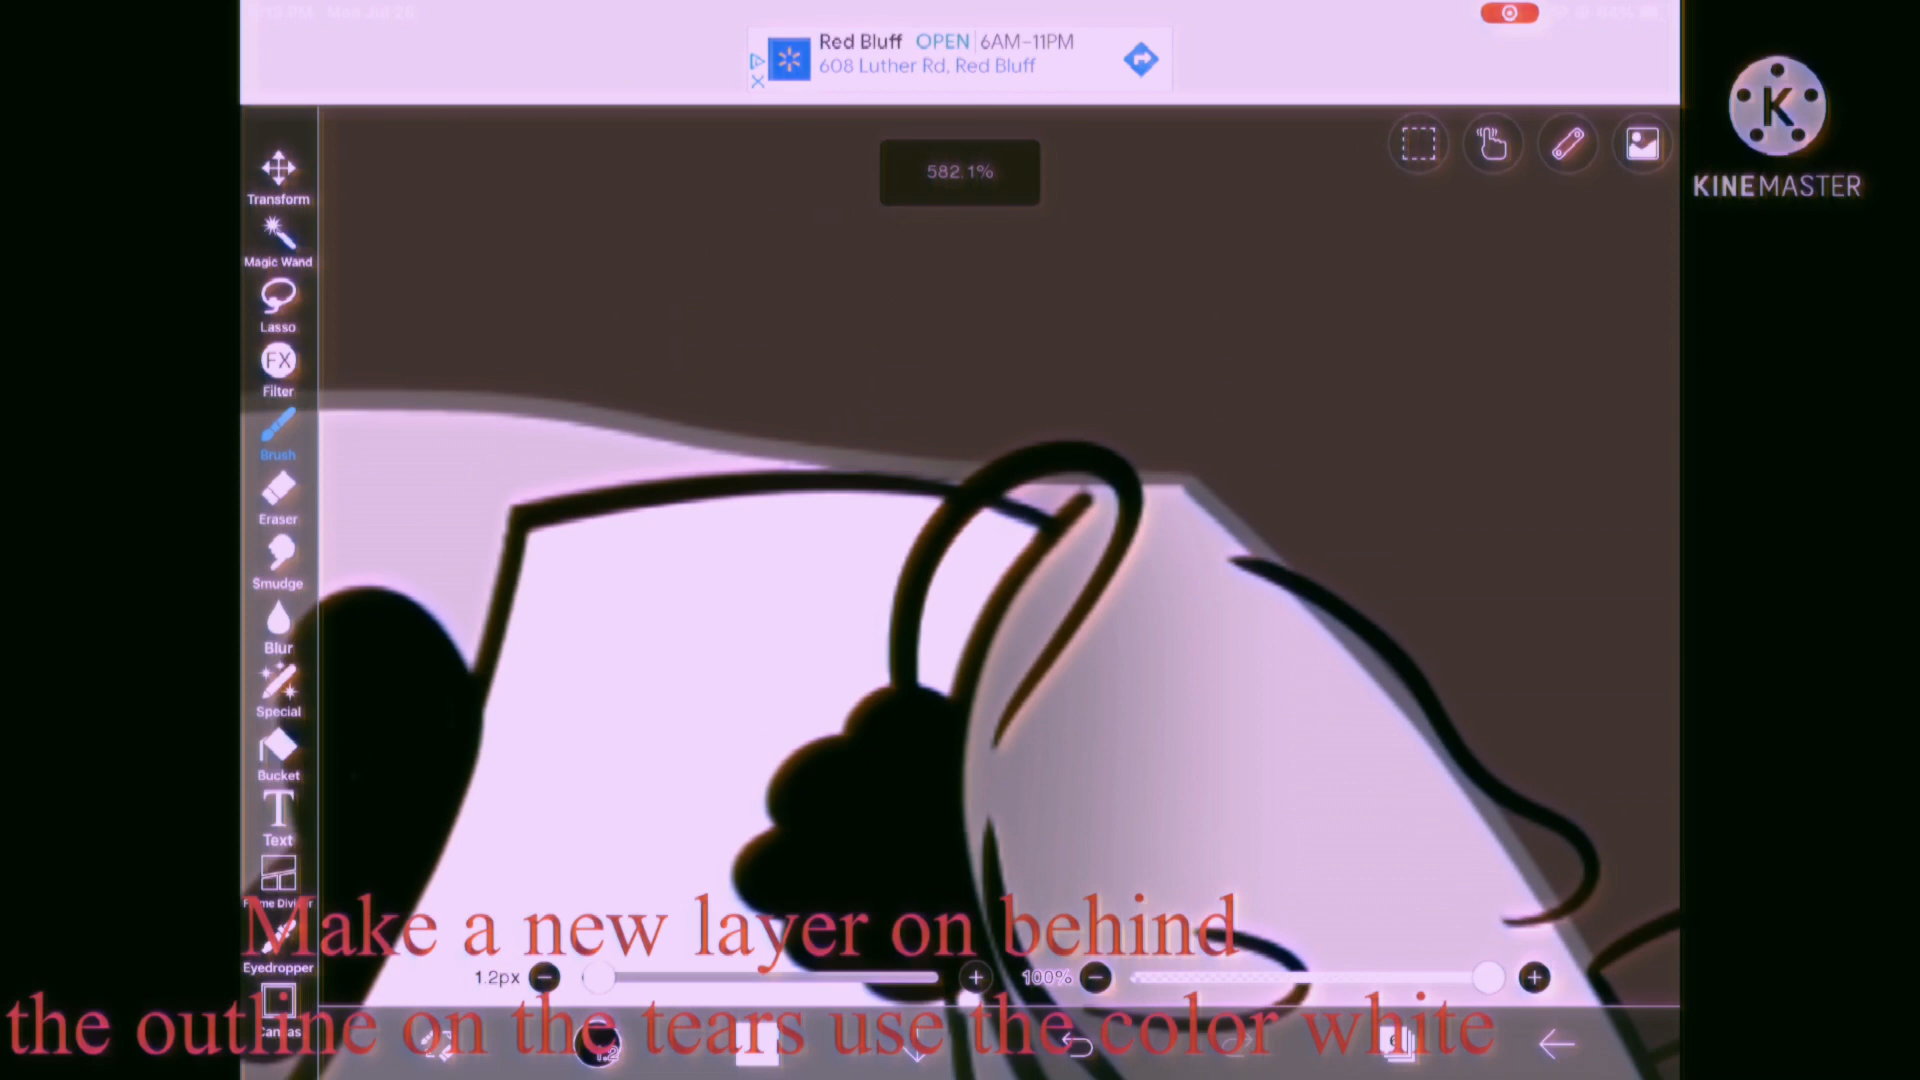 Red Bluff OPEN 6AM–11PM
608 Luther Rd, Red Bluff
582.1%
KINEMASTER
Transform
Magic Wand
Lasso
FX
Filter
Brush
Eraser
Smudge
Blur
Special
Bucket
T
Text
Eyedropper
Canvas
1.2px
100%
Make a new layer on behind
the outline on the tears use the color white